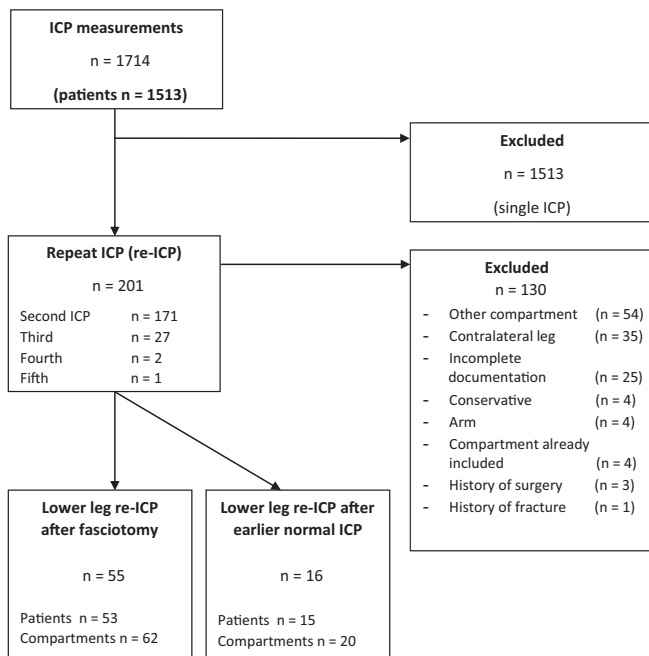 ICP measurements
n = 1714
(patients n = 1513)
Excluded
n = 1513
(single ICP)
Repeat ICP (re-ICP)
n = 201
Second ICP n = 171
Third n = 27
Fourth n = 2
Fifth n = 1
Excluded
n = 130
- Other compartment (n = 54)
- Contralateral leg (n = 35)
- Incomplete
documentation (n = 25)
- Conservative (n = 4)
- Arm (n = 4)
- Compartment already
included (n = 4)
- History of surgery (n = 3)
- History of fracture (n = 1)
Lower leg re-ICP
after fasciotomy
n = 55
Patients n = 53
Compartments n = 62
Lower leg re-ICP after
earlier normal ICP
n = 16
Patients n = 15
Compartments n = 20